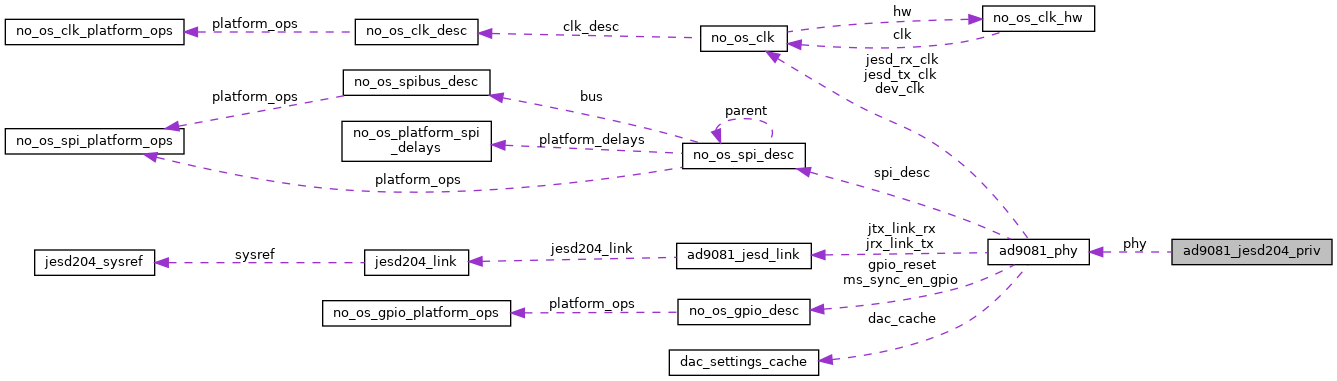 no_os_clk_platform_ops
platform_ops
no_os_clk_desc
clk_desc
no_os_clk
hw
clk
no_os_clk_hw
jesd_rx_clk
jesd_tx_clk
dev_clk
no_os_spibus_desc
platform_ops
bus
no_os_spi_platform_ops
no_os_platform_spi
_delays
platform_delays
parent
no_os_spi_desc
platform_ops
spi_desc
jesd204_sysref
sysref
jesd204_link
jesd204_link
ad9081_jesd_link
jtx_link_rx
jrx_link_tx
ad9081_phy
phy
ad9081_jesd204_priv
gpio_reset
ms_sync_en_gpio
no_os_gpio_platform_ops
platform_ops
no_os_gpio_desc
dac_cache
dac_settings_cache